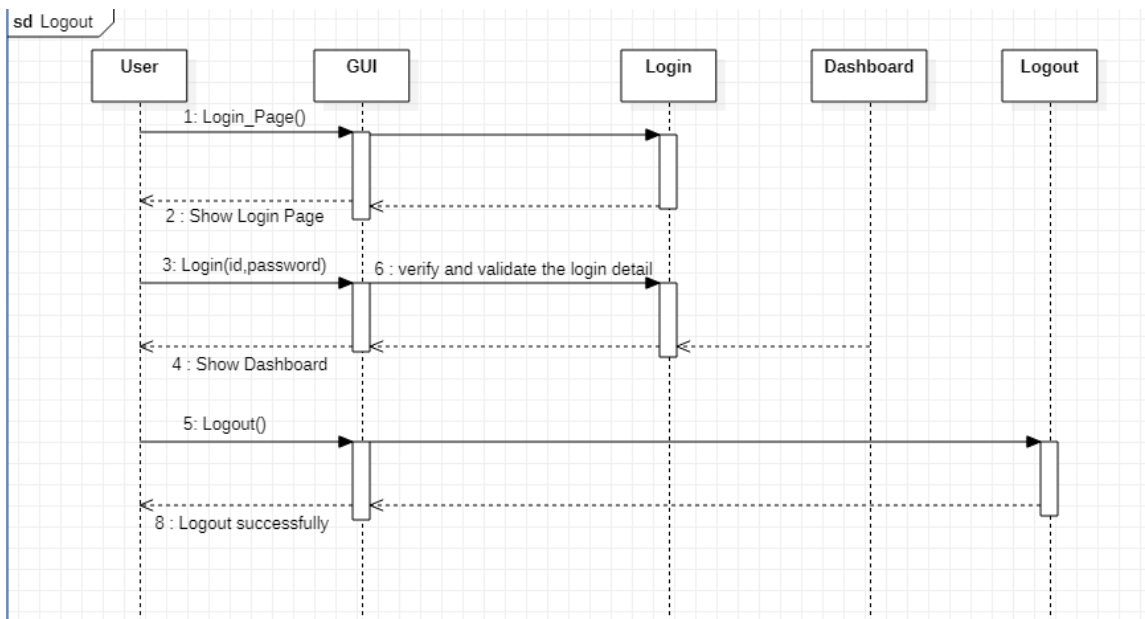 sd Logout
User
GUI
Login
Dashboard
Logout
1: Login_Page()
2 : Show Login Page
3: Login(id,password)
6 : verify and validate the login detail
4 : Show Dashboard
5: Logout()
8 : Logout successfully